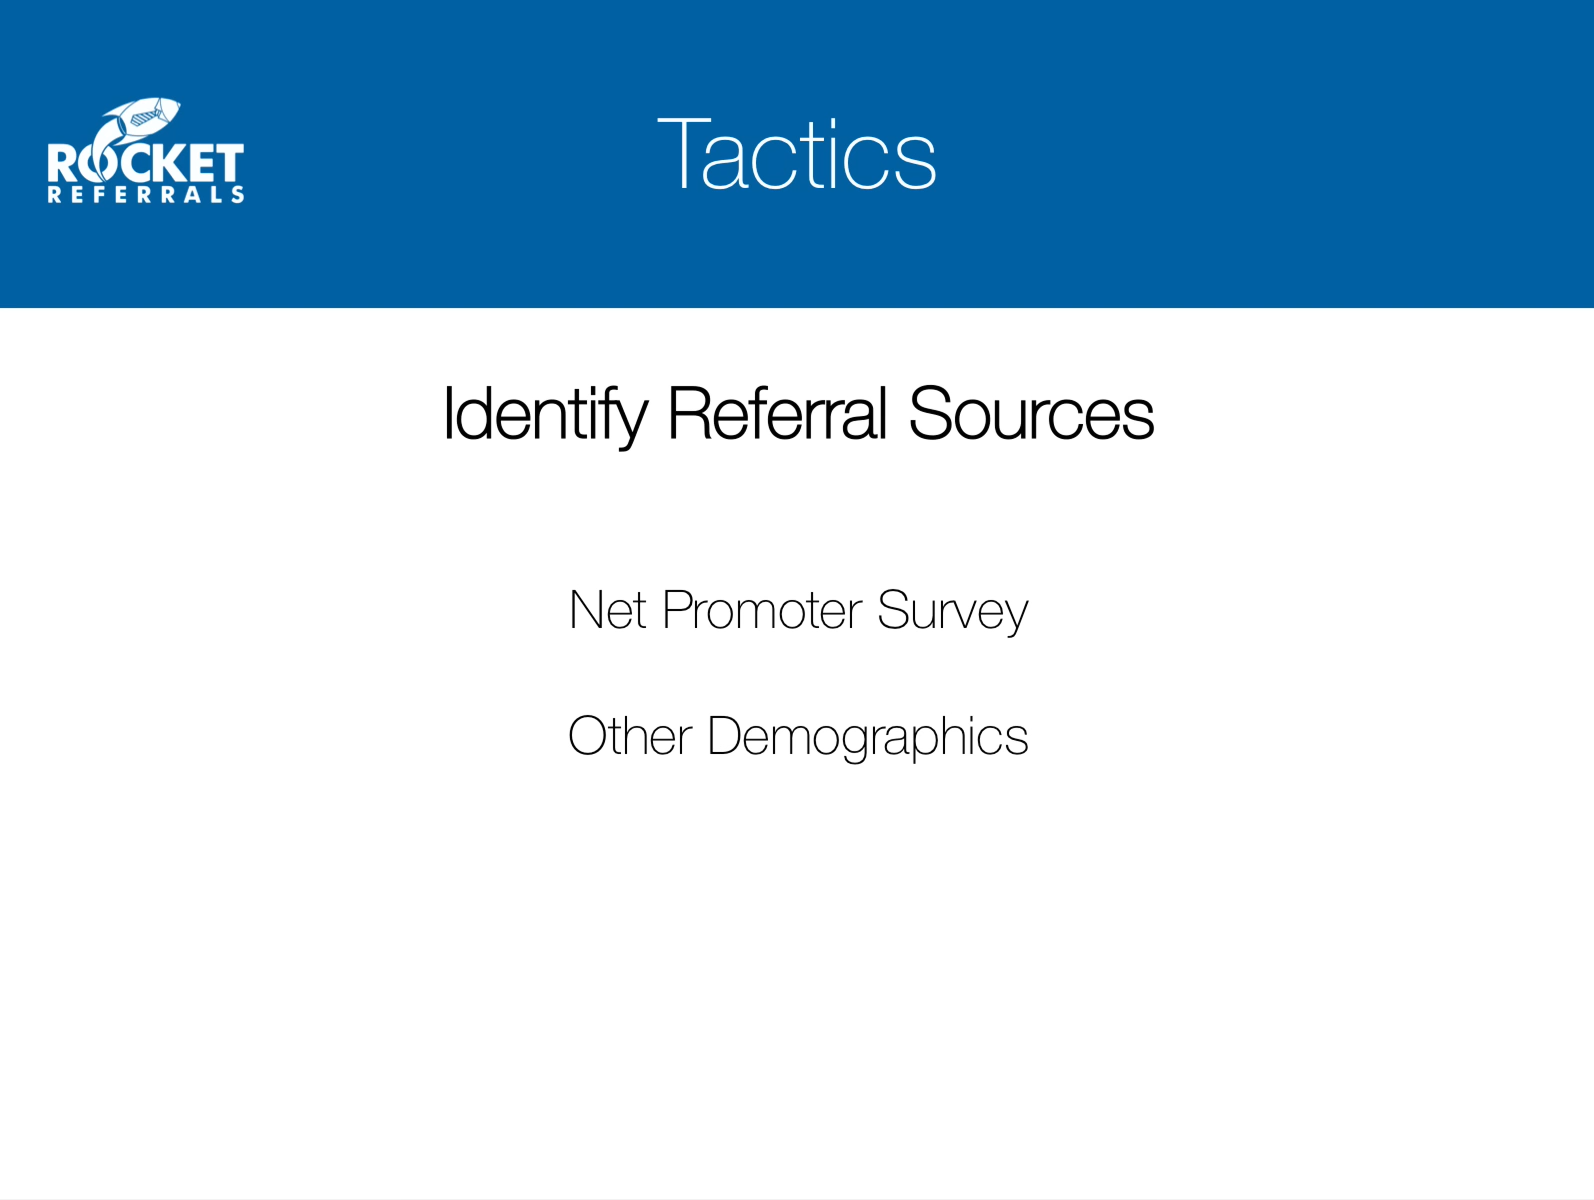 ROCKET
REFERRALS
Tactics
Identify Referral Sources
Net Promoter Survey
Other Demographics